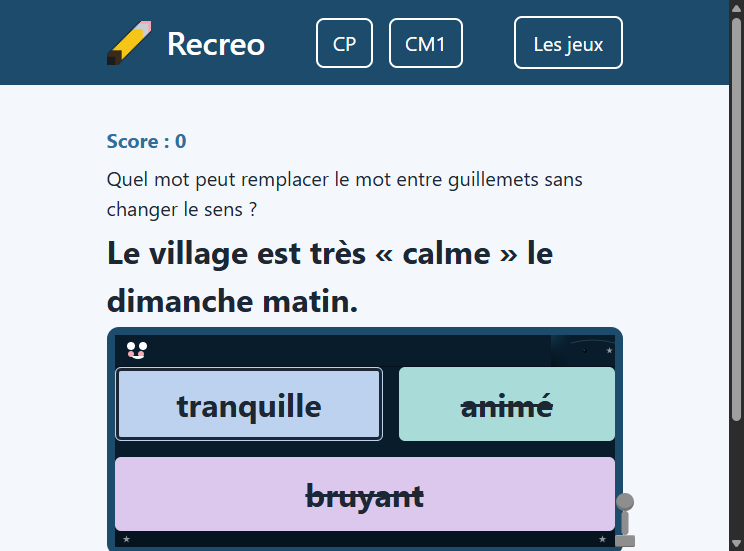 Recreo
CP
CM1
Les jeux
Score : 0
Quel mot peut remplacer le mot entre guillemets sans
changer le sens ?
Le village est très « calme » le
dimanche matin.
tranquille
animé
bruyant